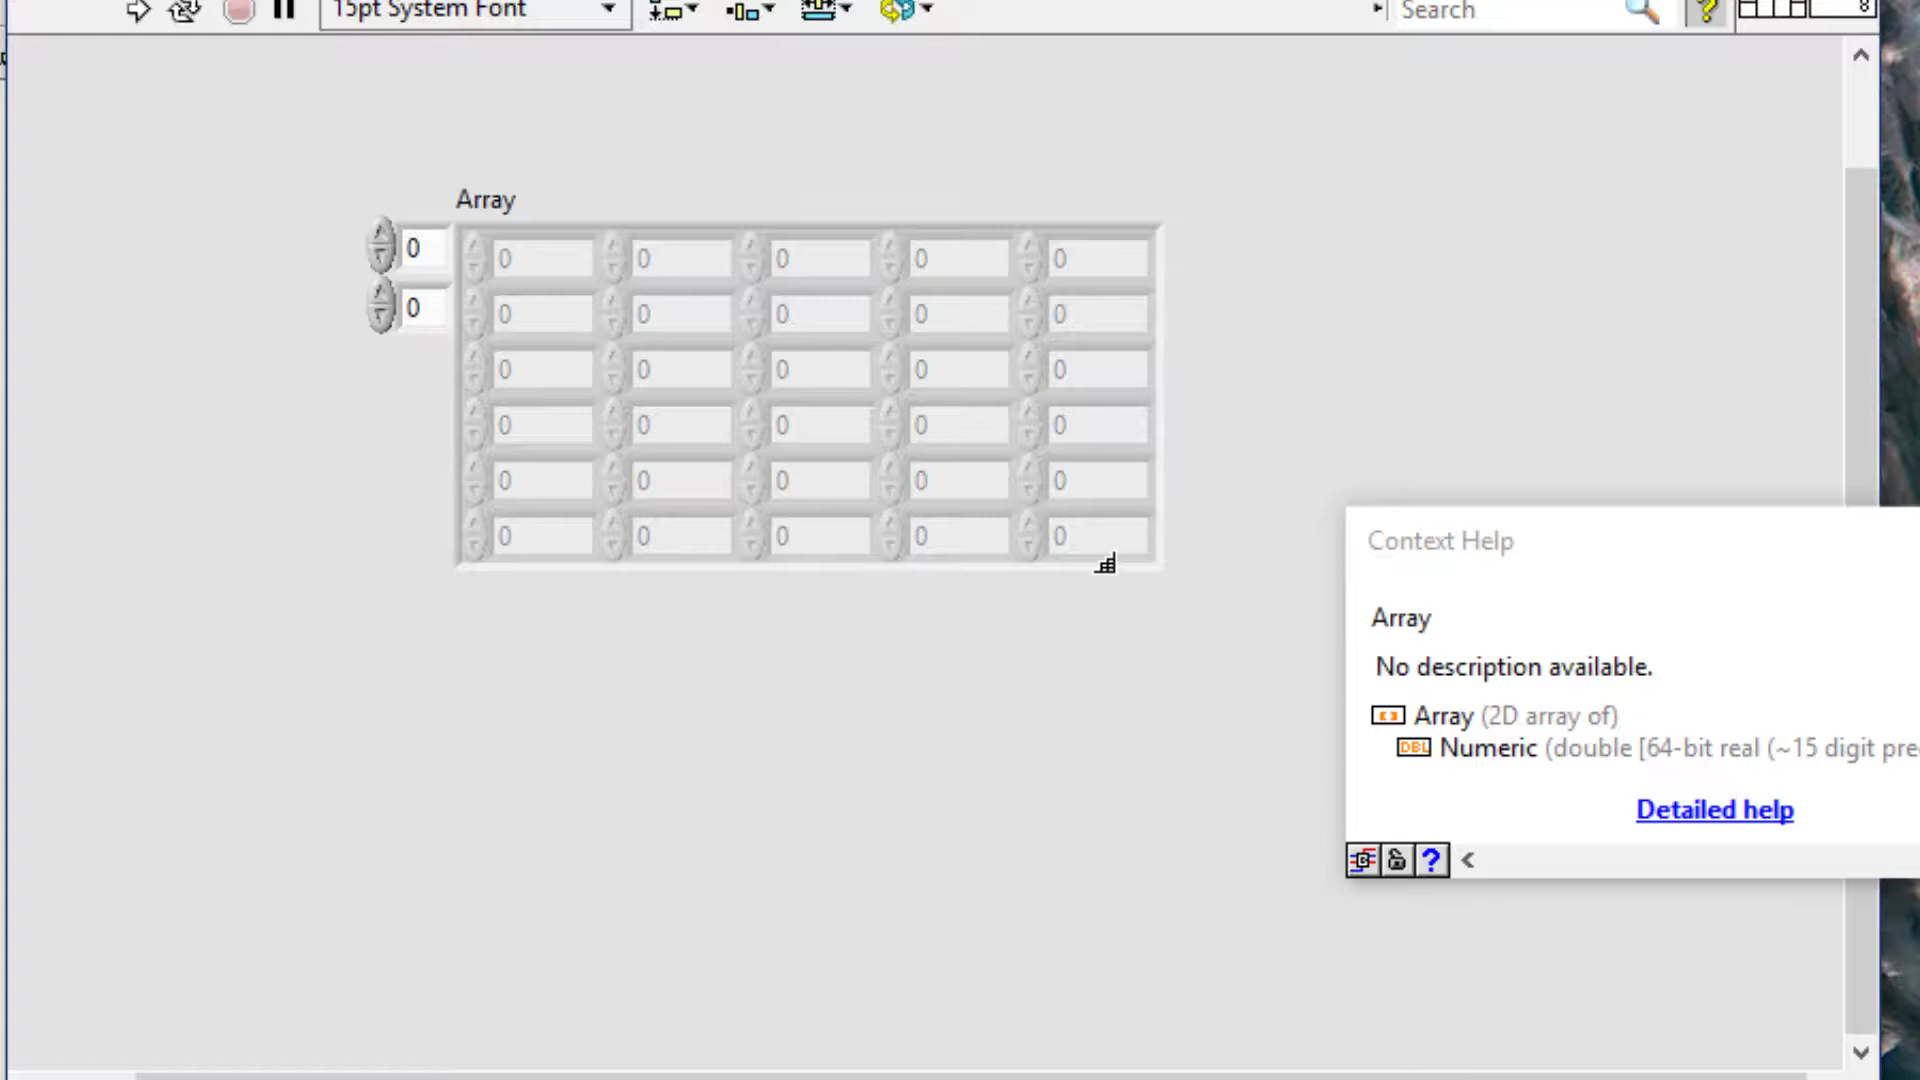 15pt System Font
Search
8
Array
0
0
0 0 0 0 0
0 0 0 0 0
0 0 0 0 0
0 0 0 0 0
0 0 0 0 0
0 0 0 0 0
Context Help
Array
No description available.
Array (2D array of)
DBL Numeric (double [64-bit real (~15 digit pre
Detailed help